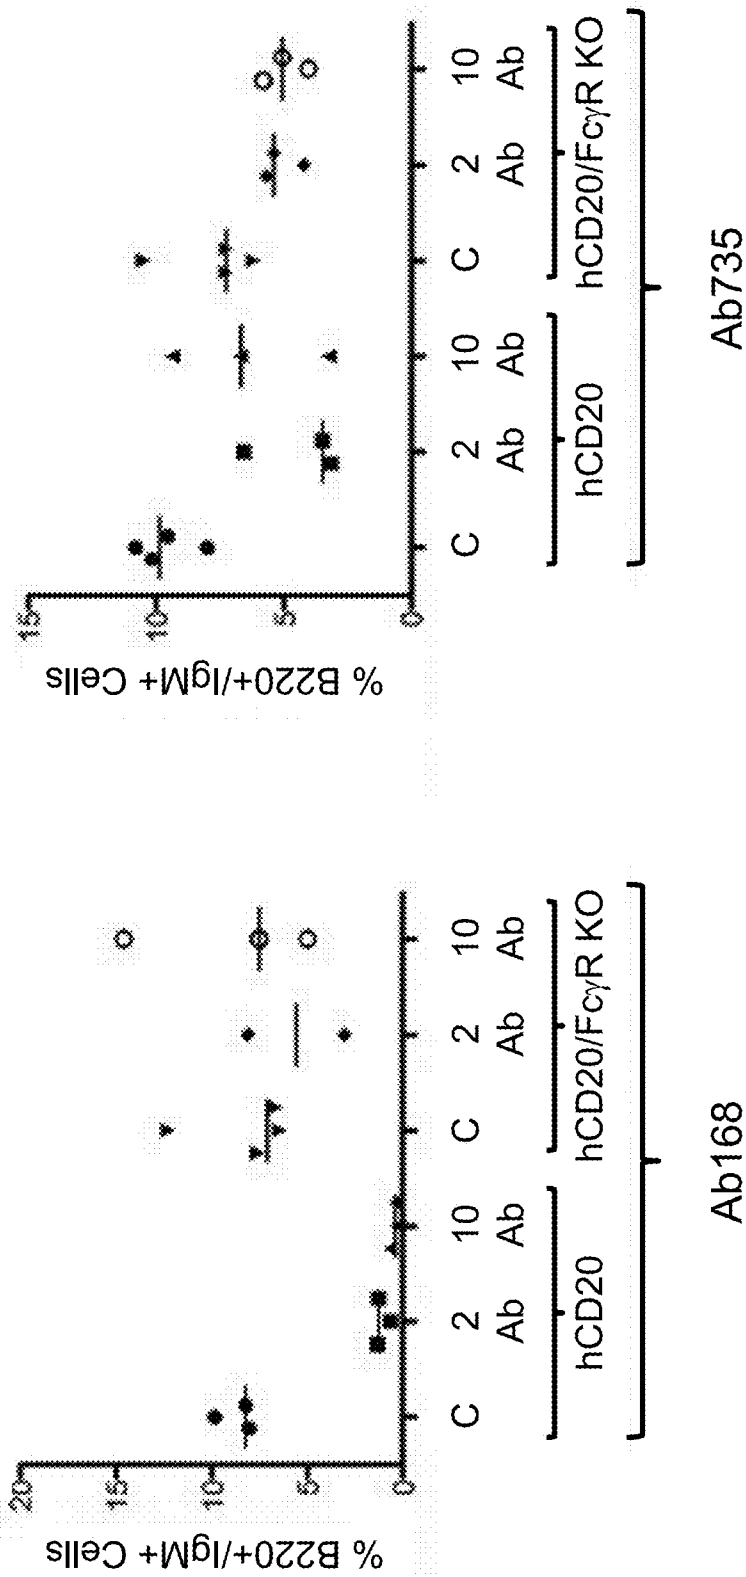 % B220+/IgM+ Cells
20
15
10
5
0
C
2
10
C
2
10
Ab
Ab
Ab
Ab
hCD20
hCD20/FcγR KO
Ab168
% B220+/IgM+ Cells
15
10
5
0
C
2
10
C
2
10
Ab
Ab
Ab
Ab
hCD20
hCD20/FcγR KO
Ab735